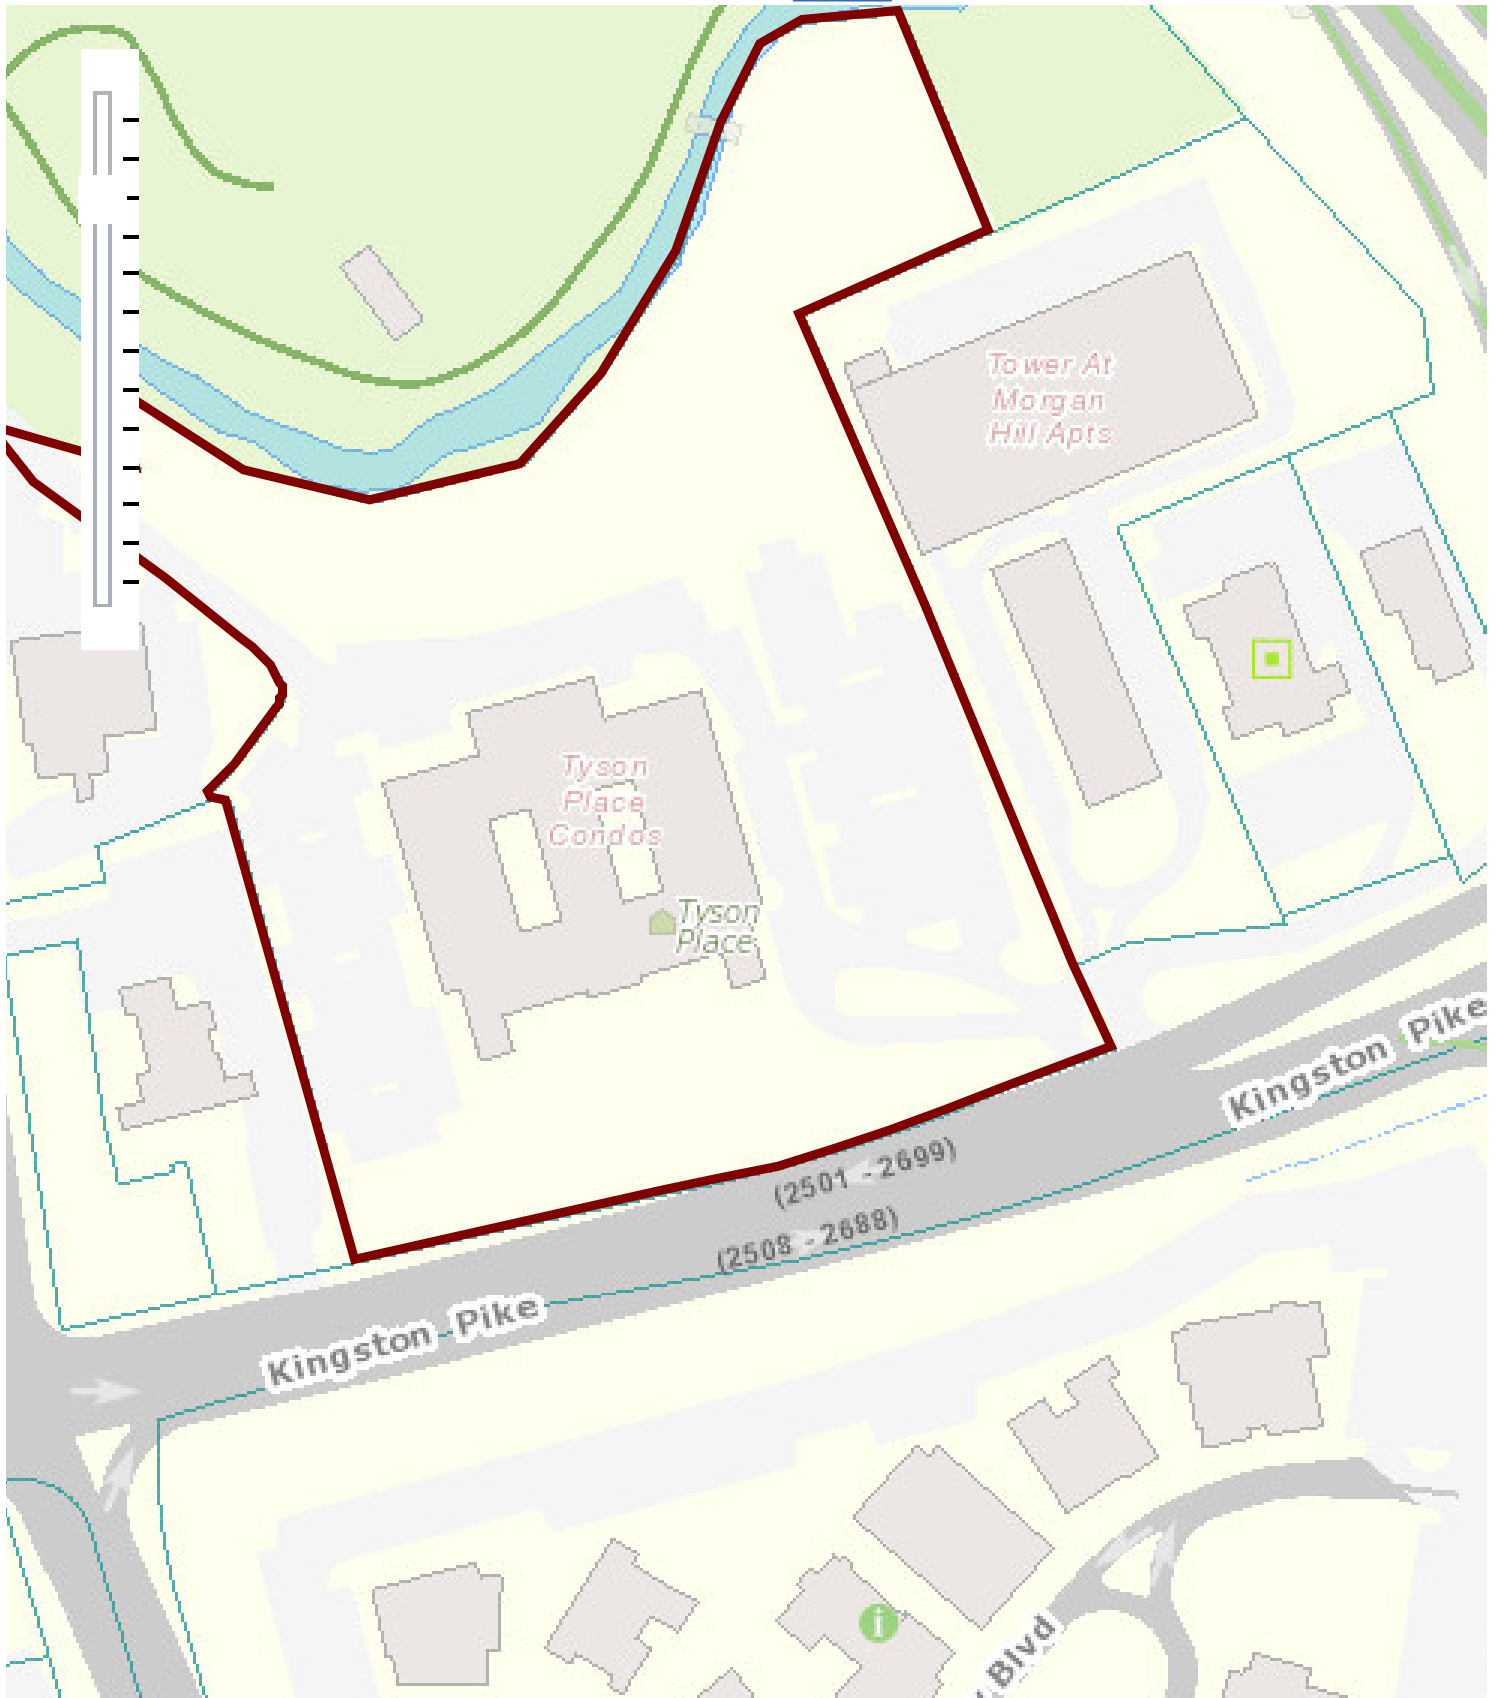 Tower At
Morgan
Hill Apts
Tyson
Place
Condos
Tyson
Place
Kingston Pike
(2501 - 2699)
(2508 - 2688)
Kingston Pike
i
Blvd